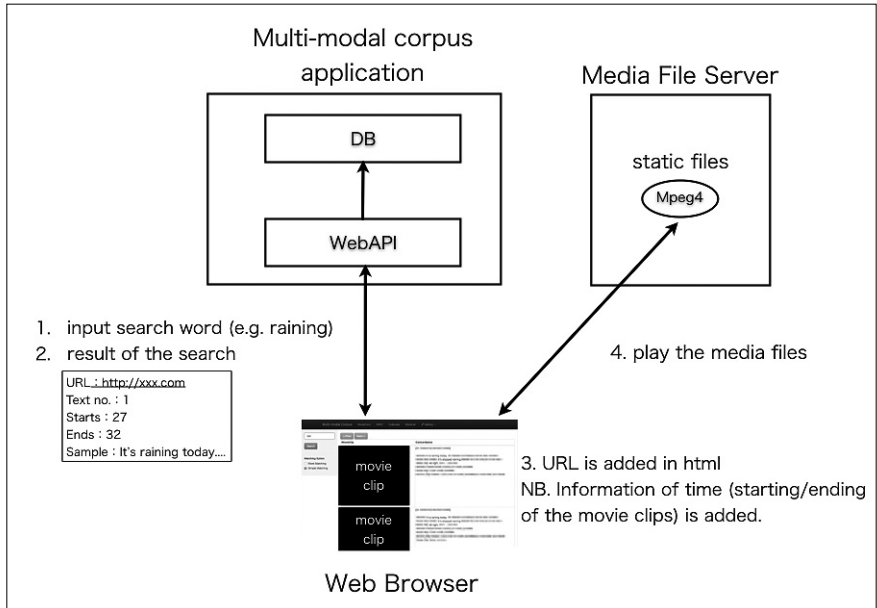 Multi-modal corpus
application
Media File Server
DB
static files
Mpeg4
WebAPI
1. input search word (e.g. raining)
2. result of the search
URL : http://xxx.com
Text no. : 1
Starts : 27
Ends : 32
Sample : It's raining today....
4. play the media files
movie
clip
movie
clip
3. URL is added in html
NB. Information of time (starting/ending
of the movie clips) is added.
Web Browser